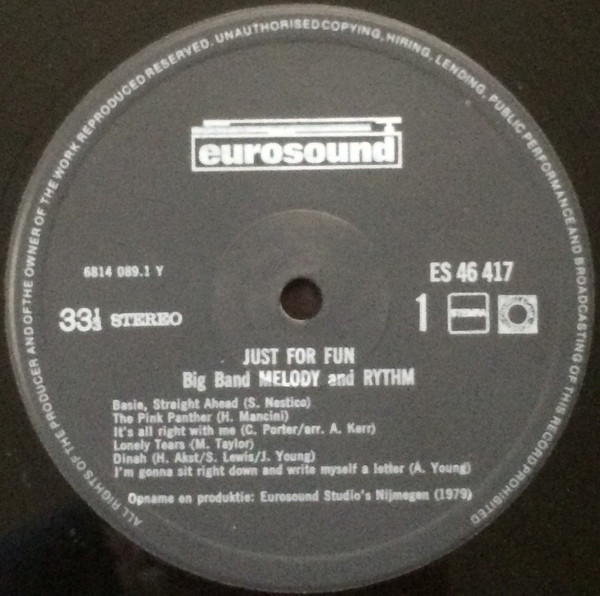 ALL RIGHTS OF THE PRODUCER AND OF THE OWNER OF THE WORK REPRODUCED RESERVED. UNAUTHORISED COPYING, HIRING, LENDING, PUBLIC PERFORMANCE AND BROADCASTING OF THIS RECORD PROHIBITED
eurosound
6814 089.1 Y
ES 46 417
33⅓ STEREO
1
JUST FOR FUN
Big Band MELODY and RYTHM
Basie, Straight Ahead (S. Nestico)
The Pink Panther (H. Mancini)
It's all right with me (C. Porter/arr. A. Kerr)
Lonely Tears (M. Taylor)
Dinah (H. Akst/S. Lewis/J. Young)
I'm gonna sit right down and write myself a letter (A. Young)
Opname en produktie: Eurosound Studio's Nijmegen (1979)